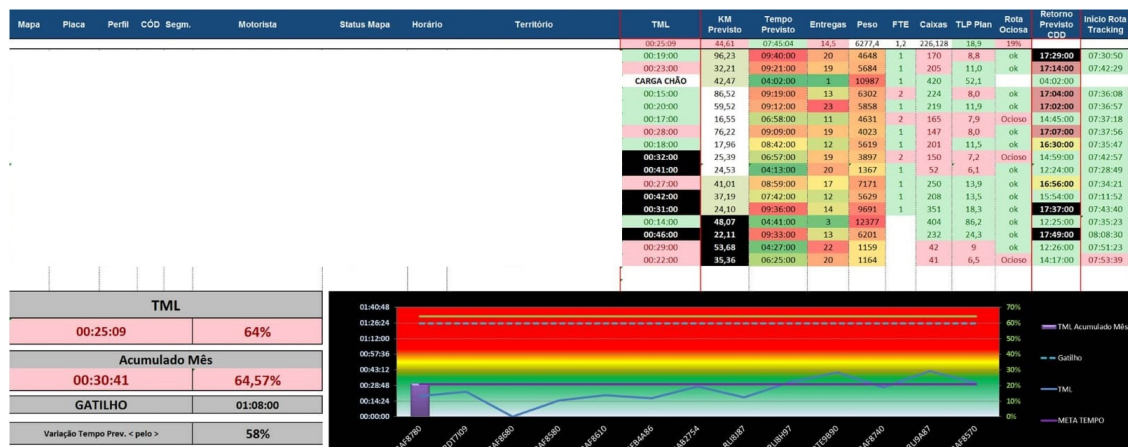 Mapa Placa Perfil CÓD Segm. Motorista Status Mapa Horário Território TML KM Previsto Tempo Previsto Entregas Peso FTE Caixas TLP Plan Rota Ociosa Retorno Previsto CDD Inicio Rota Tracking
00:25:09 44,61 07:45:04 14,5 6277,4 1,2 226,128 18,9 19%
00:19:00 96,23 09:40:00 20 4648 1 170 8,8 ok 17:29:00 07:30:50
00:23:00 32,21 09:21:00 19 5684 1 205 11,0 ok 17:14:00 07:42:29
CARGA CHÃO 42,47 04:02:00 1 10987 1 420 52,1 04:02:00
00:15:00 86,52 09:19:00 13 6302 2 224 8,0 ok 17:04:00 07:36:08
00:20:00 59,52 09:12:00 23 5858 1 219 11,9 ok 17:02:00 07:36:57
00:17:00 16,55 06:58:00 11 4631 2 165 7,9 Ocioso 14:45:00 07:37:18
00:28:00 76,22 09:09:00 19 4023 1 147 8,0 ok 17:07:00 07:37:56
00:18:00 17,96 08:42:00 12 5619 1 201 11,5 ok 16:30:00 07:35:47
00:32:00 25,39 06:57:00 19 3897 2 150 7,2 Ocioso 14:59:00 07:42:57
00:41:00 24,53 04:13:00 20 1367 1 52 6,1 ok 12:24:00 07:28:49
00:27:00 41,01 08:59:00 17 7171 1 250 13,9 ok 16:56:00 07:34:21
00:42:00 37,19 07:42:00 12 5629 1 208 13,5 ok 15:54:00 07:11:52
00:31:00 24,10 09:36:00 14 9691 1 351 18,3 ok 17:37:00 07:43:40
00:14:00 48,07 04:41:00 3 12377 404 86,2 ok 12:25:00 07:35:23
00:46:00 22,11 09:33:00 13 6201 232 24,3 ok 17:49:00 08:08:30
00:29:00 53,68 04:27:00 22 1159 42 9 ok 12:26:00 07:51:23
00:22:00 35,36 06:25:00 20 1164 41 6,5 Ocioso 14:17:00 07:53:39
TML
00:25:09 64%
Acumulado Mês
00:30:41 64,57%
GATILHO 01:08:00
Variação Tempo Prev. < pelo > 58%
01:40:48 70%
01:26:24 60%
01:12:00 50%
00:57:36 40%
00:43:12 30%
00:28:48 20%
00:14:24 10%
00:00:00 0%
TML Acumulado Mês
Gatilho
TML
META TEMPO